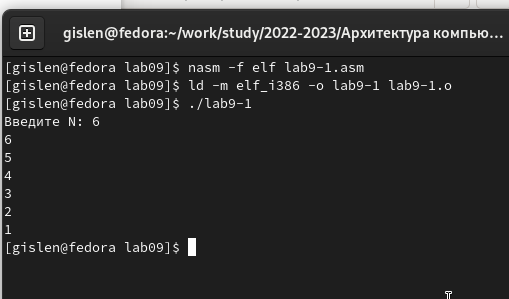 gislen@fedora:~/work/study/2022-2023/Архитектура компью...
[gislen@fedora lab09]$ nasm -f elf lab9-1.asm
[gislen@fedora lab09]$ ld -m elf_i386 -o lab9-1 lab9-1.o
[gislen@fedora lab09]$ ./lab9-1
Введите N: 6
6
5
4
3
2
1
[gislen@fedora lab09]$